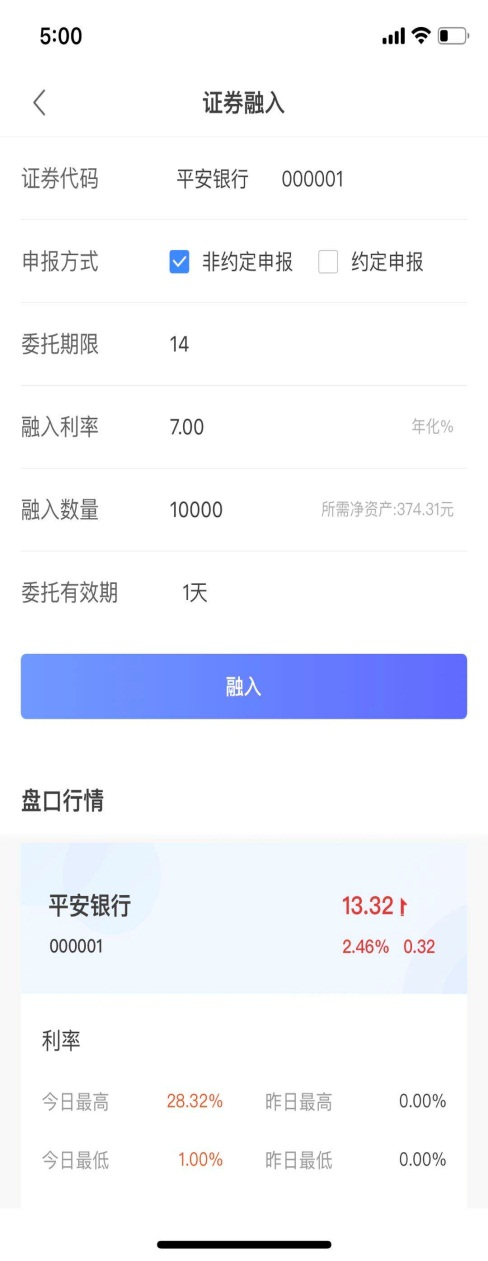 5:00
证券融入
证券代码 平安银行 000001
申报方式 非约定申报 约定申报
委托期限 14
融入利率 7.00 年化%
融入数量 10000 所需净资产:374.31元
委托有效期 1天
融入
盘口行情
平安银行 13.32
000001 2.46% 0.32
利率
今日最高 28.32% 昨日最高 0.00%
今日最低 1.00% 昨日最低 0.00%